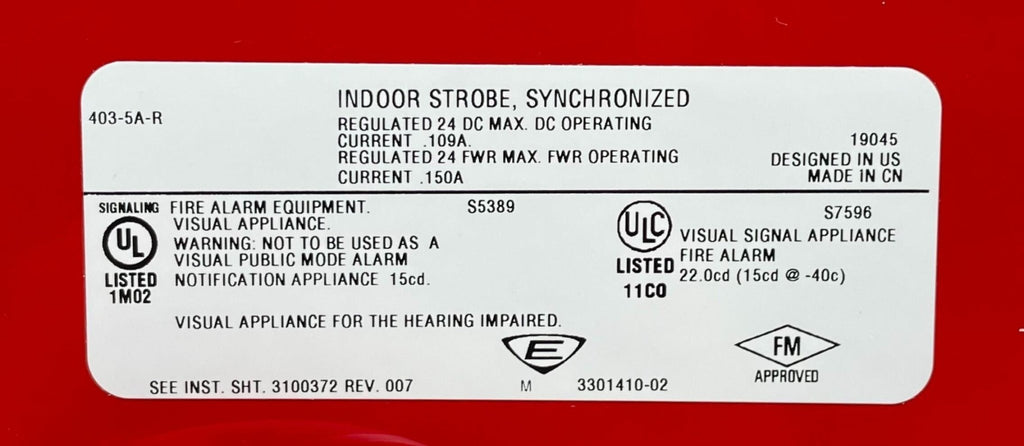 403-5A-R
INDOOR STROBE, SYNCHRONIZED
REGULATED 24 DC MAX. DC OPERATING
CURRENT .109A.
REGULATED 24 FWR MAX. FWR OPERATING
CURRENT .150A
19045
DESIGNED IN US
MADE IN CN
SIGNALING
UL
LISTED
1M02
FIRE ALARM EQUIPMENT. S5389
VISUAL APPLIANCE.
WARNING: NOT TO BE USED AS A
VISUAL PUBLIC MODE ALARM
NOTIFICATION APPLIANCE 15cd.
ULC
LISTED
11C0
S7596
VISUAL SIGNAL APPLIANCE
FIRE ALARM
22.0cd (15cd @ -40c)
VISUAL APPLIANCE FOR THE HEARING IMPAIRED.
E
FM
APPROVED
SEE INST. SHT. 3100372 REV. 007
M 3301410-02